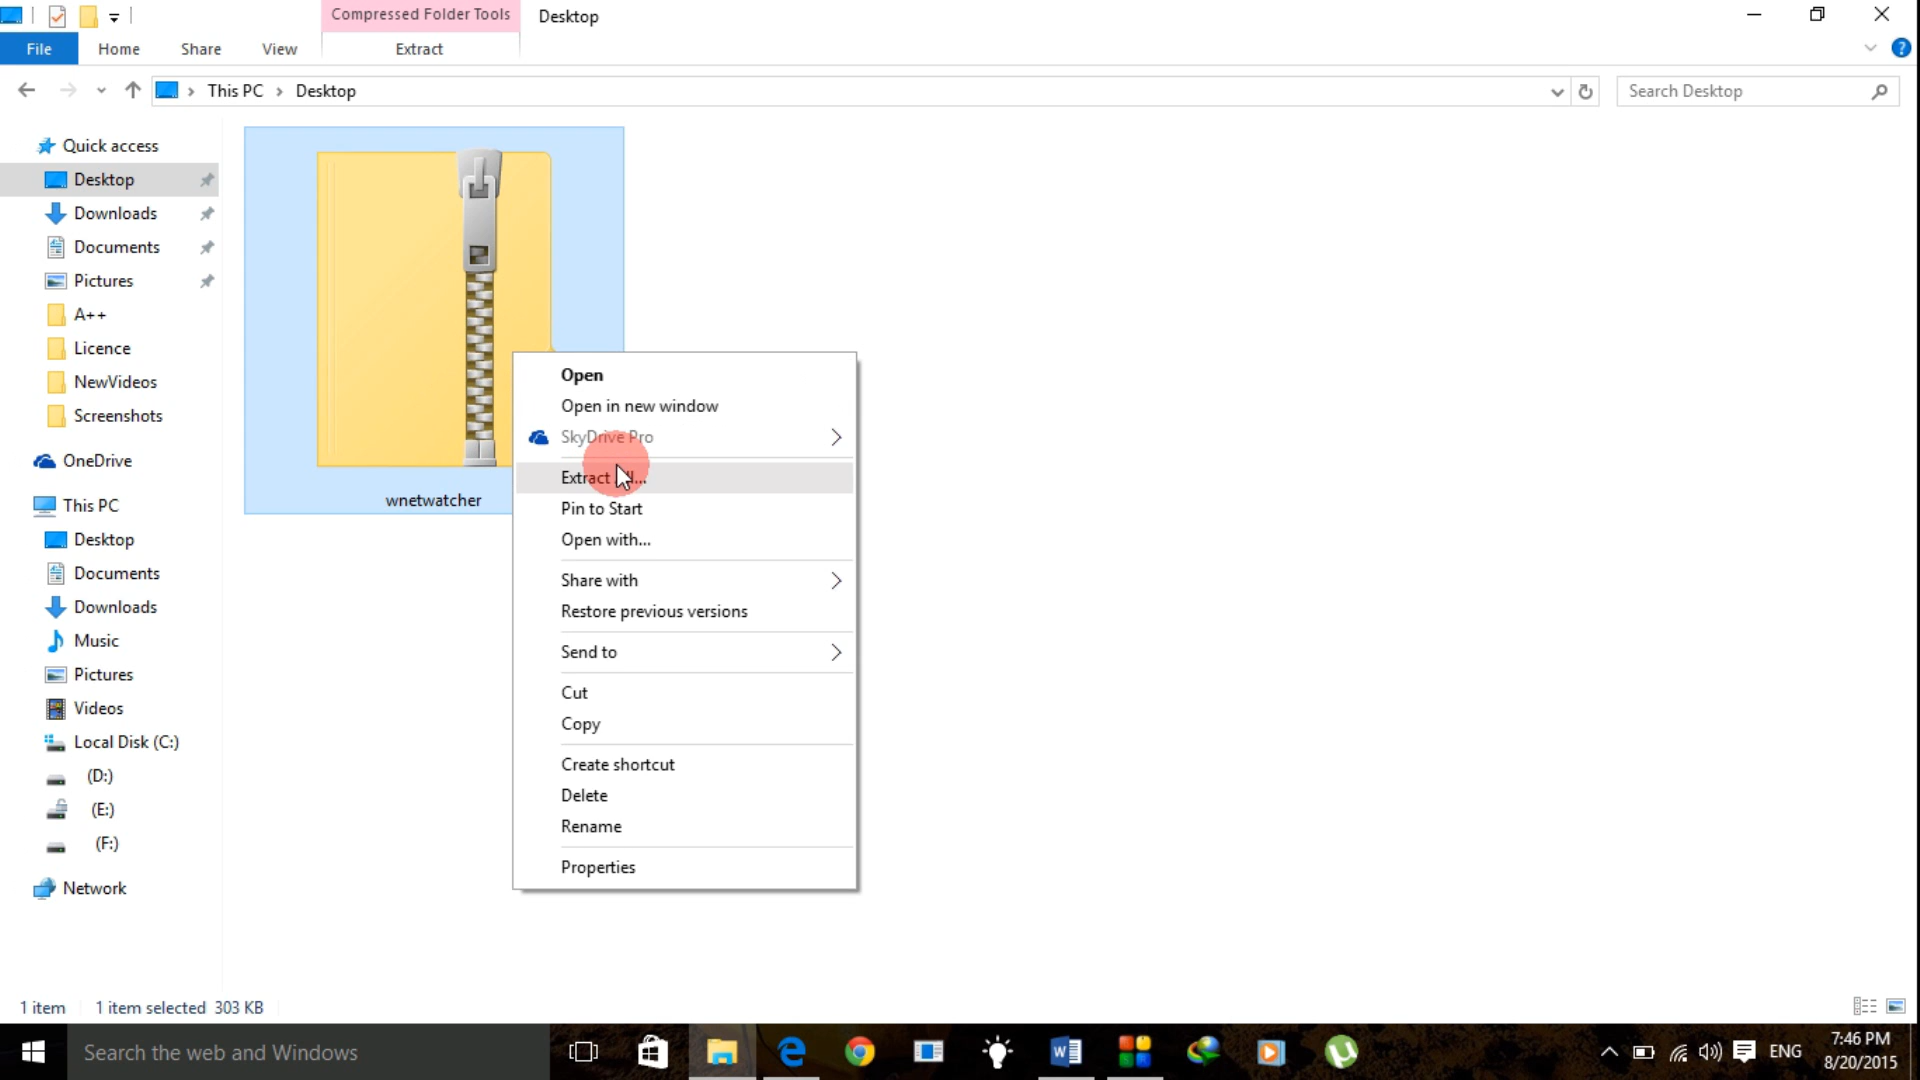 Compressed Folder Tools
Desktop
File
Home
Share
View
Extract
This PC
Desktop
Search Desktop
Quick access
Desktop
Downloads
Documents
Pictures
A++
Licence
NewVideos
Screenshots
OneDrive
This PC
Desktop
Documents
Downloads
Music
Pictures
Videos
Local Disk (C:)
(D:)
(E:)
(F:)
Network
wnetwatcher
Open
Open in new window
SkyDrive Pro
Extract All...
Pin to Start
Open with...
Share with
Restore previous versions
Send to
Cut
Copy
Create shortcut
Delete
Rename
Properties
1 item
1 item selected 303 KB
Search the web and Windows
ENG
7:46 PM
8/20/2015